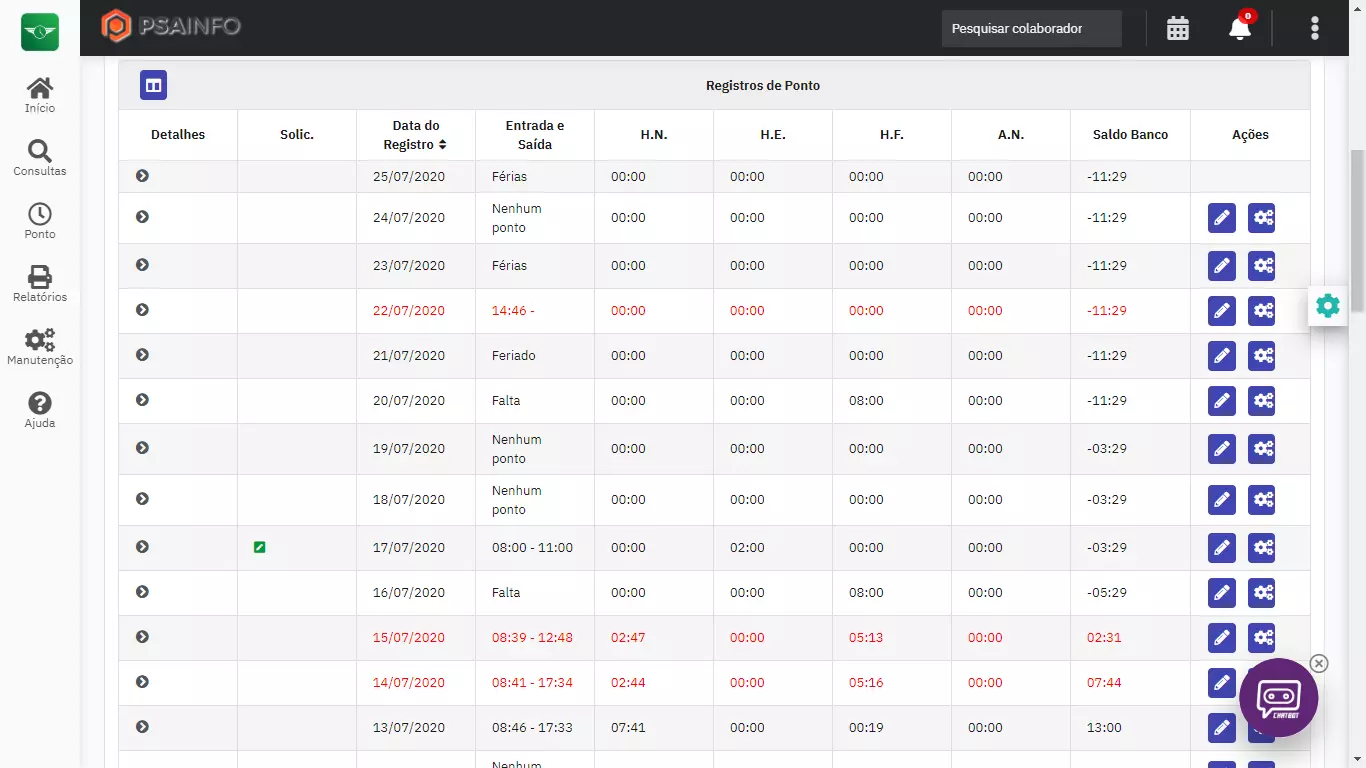 PSAINFO
Pesquisar colaborador
0
Início
Consultas
Ponto
Relatórios
Manutenção
Ajuda
Registros de Ponto
Detalhes Solic. Data do Registro Entrada e Saída H.N. H.E. H.F. A.N. Saldo Banco Ações
25/07/2020 Férias 00:00 00:00 00:00 00:00 -11:29
24/07/2020 Nenhum ponto 00:00 00:00 00:00 00:00 -11:29
23/07/2020 Férias 00:00 00:00 00:00 00:00 -11:29
22/07/2020 14:46 - 00:00 00:00 00:00 00:00 -11:29
21/07/2020 Feriado 00:00 00:00 00:00 00:00 -11:29
20/07/2020 Falta 00:00 00:00 08:00 00:00 -11:29
19/07/2020 Nenhum ponto 00:00 00:00 00:00 00:00 -03:29
18/07/2020 Nenhum ponto 00:00 00:00 00:00 00:00 -03:29
17/07/2020 08:00 - 11:00 00:00 02:00 00:00 00:00 -03:29
16/07/2020 Falta 00:00 00:00 08:00 00:00 -05:29
15/07/2020 08:39 - 12:48 02:47 00:00 05:13 00:00 02:31
14/07/2020 08:41 - 17:34 02:44 00:00 05:16 00:00 07:44
13/07/2020 08:46 - 17:33 07:41 00:00 00:19 00:00 13:00
Nenhum
CHATBOT